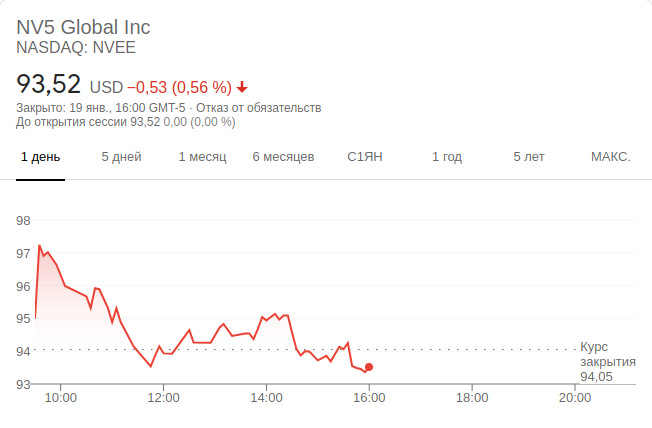 NV5 Global Inc
NASDAQ: NVEE
93,52 USD −0,53 (0,56 %)
Закрыто: 19 янв., 16:00 GMT-5 · Отказ от обязательств
До открытия сессии 93,52 0,00 (0,00 %)
1 день 5 дней 1 месяц 6 месяцев С1ЯН 1 год 5 лет МАКС.
98
97
96
95
94
93
Курс
закрытия
94,05
10:00 12:00 14:00 16:00 18:00 20:00